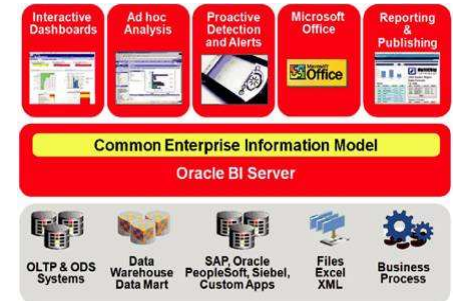 Interactive
Dashboards
Ad hoc
Analysis
Proactive
Detection
and Alerts
Microsoft
Office
Reporting
&
Publishing
Microsoft
Office
Common Enterprise Information Model
Oracle BI Server
OLTP & ODS
Systems
Data
Warehouse
Data Mart
SAP, Oracle
PeopleSoft, Siebel,
Custom Apps
Files
Excel
XML
Business
Process